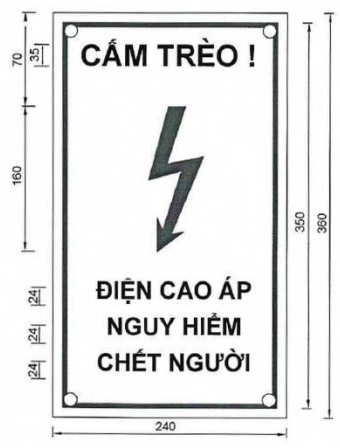 CẤM TRÈO !
ĐIỆN CAO ÁP
NGUY HIỂM
CHẾT NGƯỜI
70
35
160
24
24
24
350
360
240